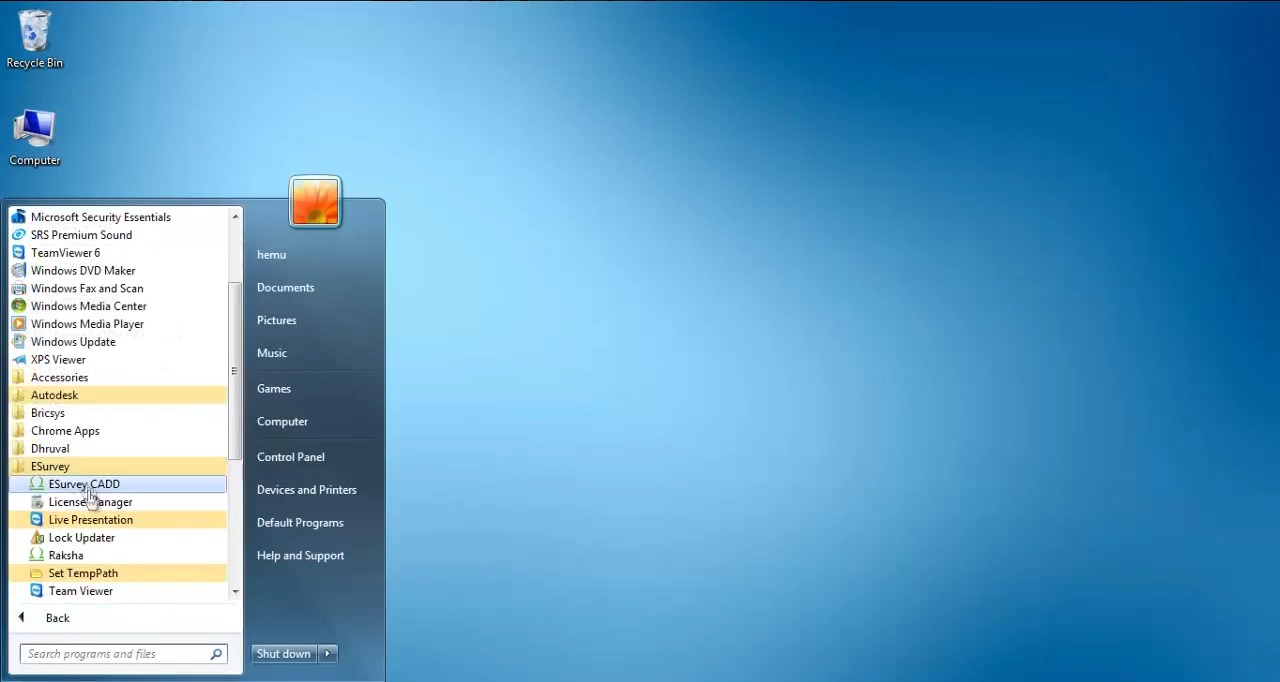 Recycle Bin
Computer
Microsoft Security Essentials
SRS Premium Sound
TeamViewer 6
Windows DVD Maker
Windows Fax and Scan
Windows Media Center
Windows Media Player
Windows Update
XPS Viewer
Accessories
Autodesk
Bricsys
Chrome Apps
Dhruval
ESurvey
ESurvey CADD
License Manager
Live Presentation
Lock Updater
Raksha
Set TempPath
Team Viewer
Back
Search programs and files
hemu
Documents
Pictures
Music
Games
Computer
Control Panel
Devices and Printers
Default Programs
Help and Support
Shut down